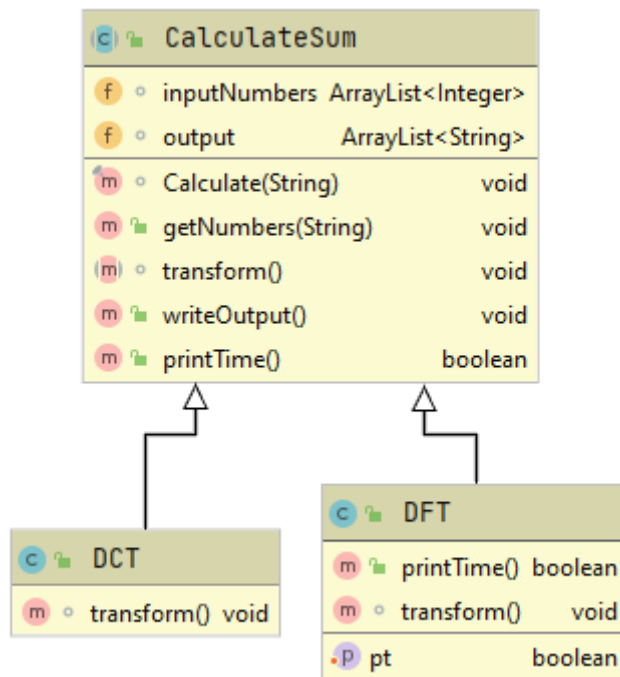 CalculateSum
inputNumbers ArrayList<Integer>
output ArrayList<String>
Calculate(String) void
getNumbers(String) void
transform() void
writeOutput() void
printTime() boolean
DCT
transform() void
DFT
printTime() boolean
transform() void
pt boolean